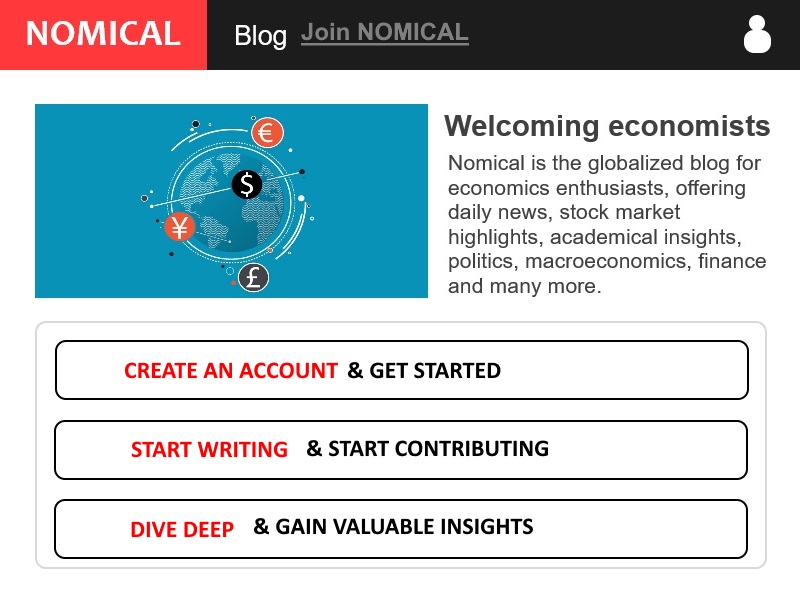 NOMICAL
Blog
Join NOMICAL
€
$
¥
£
Welcoming economists
Nomical is the globalized blog for
economics enthusiasts, offering
daily news, stock market
highlights, academical insights,
politics, macroeconomics, finance
and many more.
CREATE AN ACCOUNT & GET STARTED
START WRITING & START CONTRIBUTING
DIVE DEEP & GAIN VALUABLE INSIGHTS